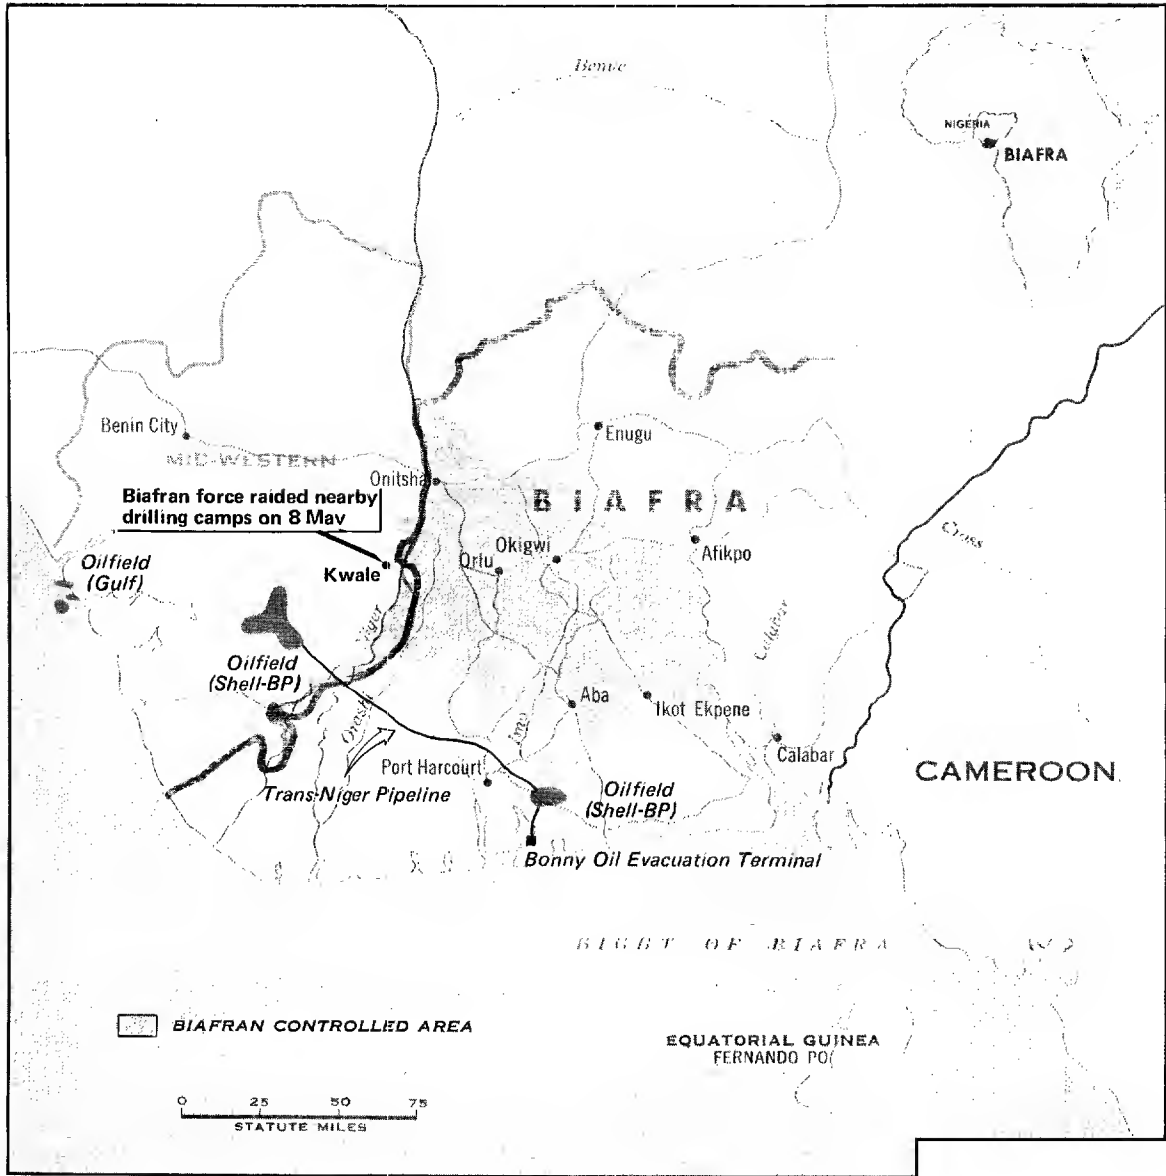 Benue
NIGERIA
BIAFRA
Benin City
MID-WESTERN
Enugu
Onitsha
BIAFRA
Biafran force raided nearby
drilling camps on 8 May
Okigwi
Afikpo
Cross
Orlu
Oilfield
(Gulf)
Kwale
Niger
Calabar
Oilfield
(Shell-BP)
Aba
Ikot Ekpene
Orashi
Imo
Calabar
Port Harcourt
CAMEROON
Trans-Niger Pipeline
Oilfield
(Shell-BP)
Bonny Oil Evacuation Terminal
BIGHT OF BIAFRA
BIAFRAN CONTROLLED AREA
EQUATORIAL GUINEA
FERNANDO PO
0 25 50 75
STATUTE MILES